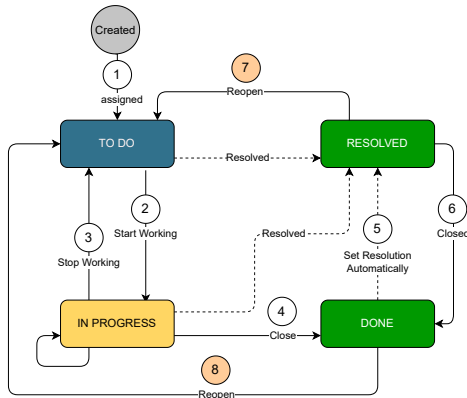 Created
1
assigned
7
Reopen
TO DO
RESOLVED
Resolved
2
Start Working
3
Stop Working
6
Closed
5
Set Resolution
Automatically
Resolved
IN PROGRESS
4
Close
DONE
8
Reopen